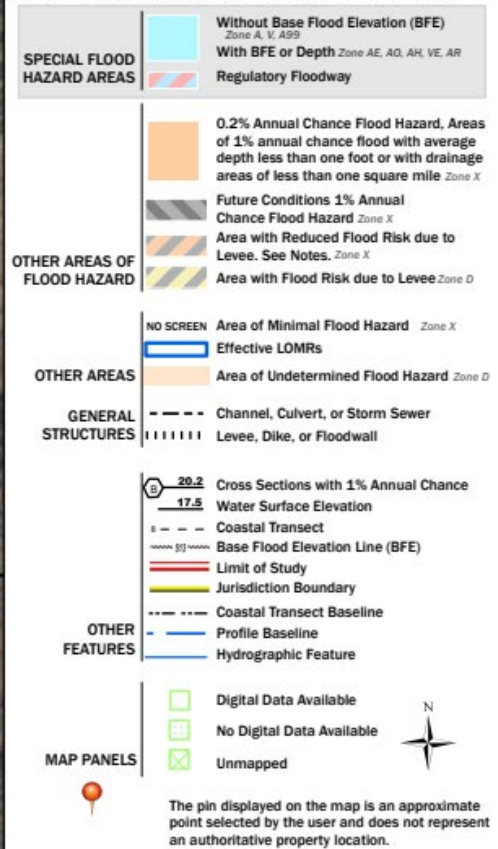 SPECIAL FLOOD
HAZARD AREAS
Without Base Flood Elevation (BFE)
Zone A, V, A99
With BFE or Depth Zone AE, AO, AH, VE, AR
Regulatory Floodway
OTHER AREAS OF
FLOOD HAZARD
0.2% Annual Chance Flood Hazard, Areas
of 1% annual chance flood with average
depth less than one foot or with drainage
areas of less than one square mile Zone X
Future Conditions 1% Annual
Chance Flood Hazard Zone X
Area with Reduced Flood Risk due to
Levee. See Notes. Zone X
Area with Flood Risk due to Levee Zone D
OTHER AREAS
NO SCREEN Area of Minimal Flood Hazard Zone X
Effective LOMRs
Area of Undetermined Flood Hazard Zone D
GENERAL
STRUCTURES
Channel, Culvert, or Storm Sewer
Levee, Dike, or Floodwall
OTHER
FEATURES
B 20.2 Cross Sections with 1% Annual Chance
17.5 Water Surface Elevation
8 Coastal Transect
513 Base Flood Elevation Line (BFE)
Limit of Study
Jurisdiction Boundary
Coastal Transect Baseline
Profile Baseline
Hydrographic Feature
MAP PANELS
Digital Data Available
No Digital Data Available
Unmapped
N
The pin displayed on the map is an approximate
point selected by the user and does not represent
an authoritative property location.